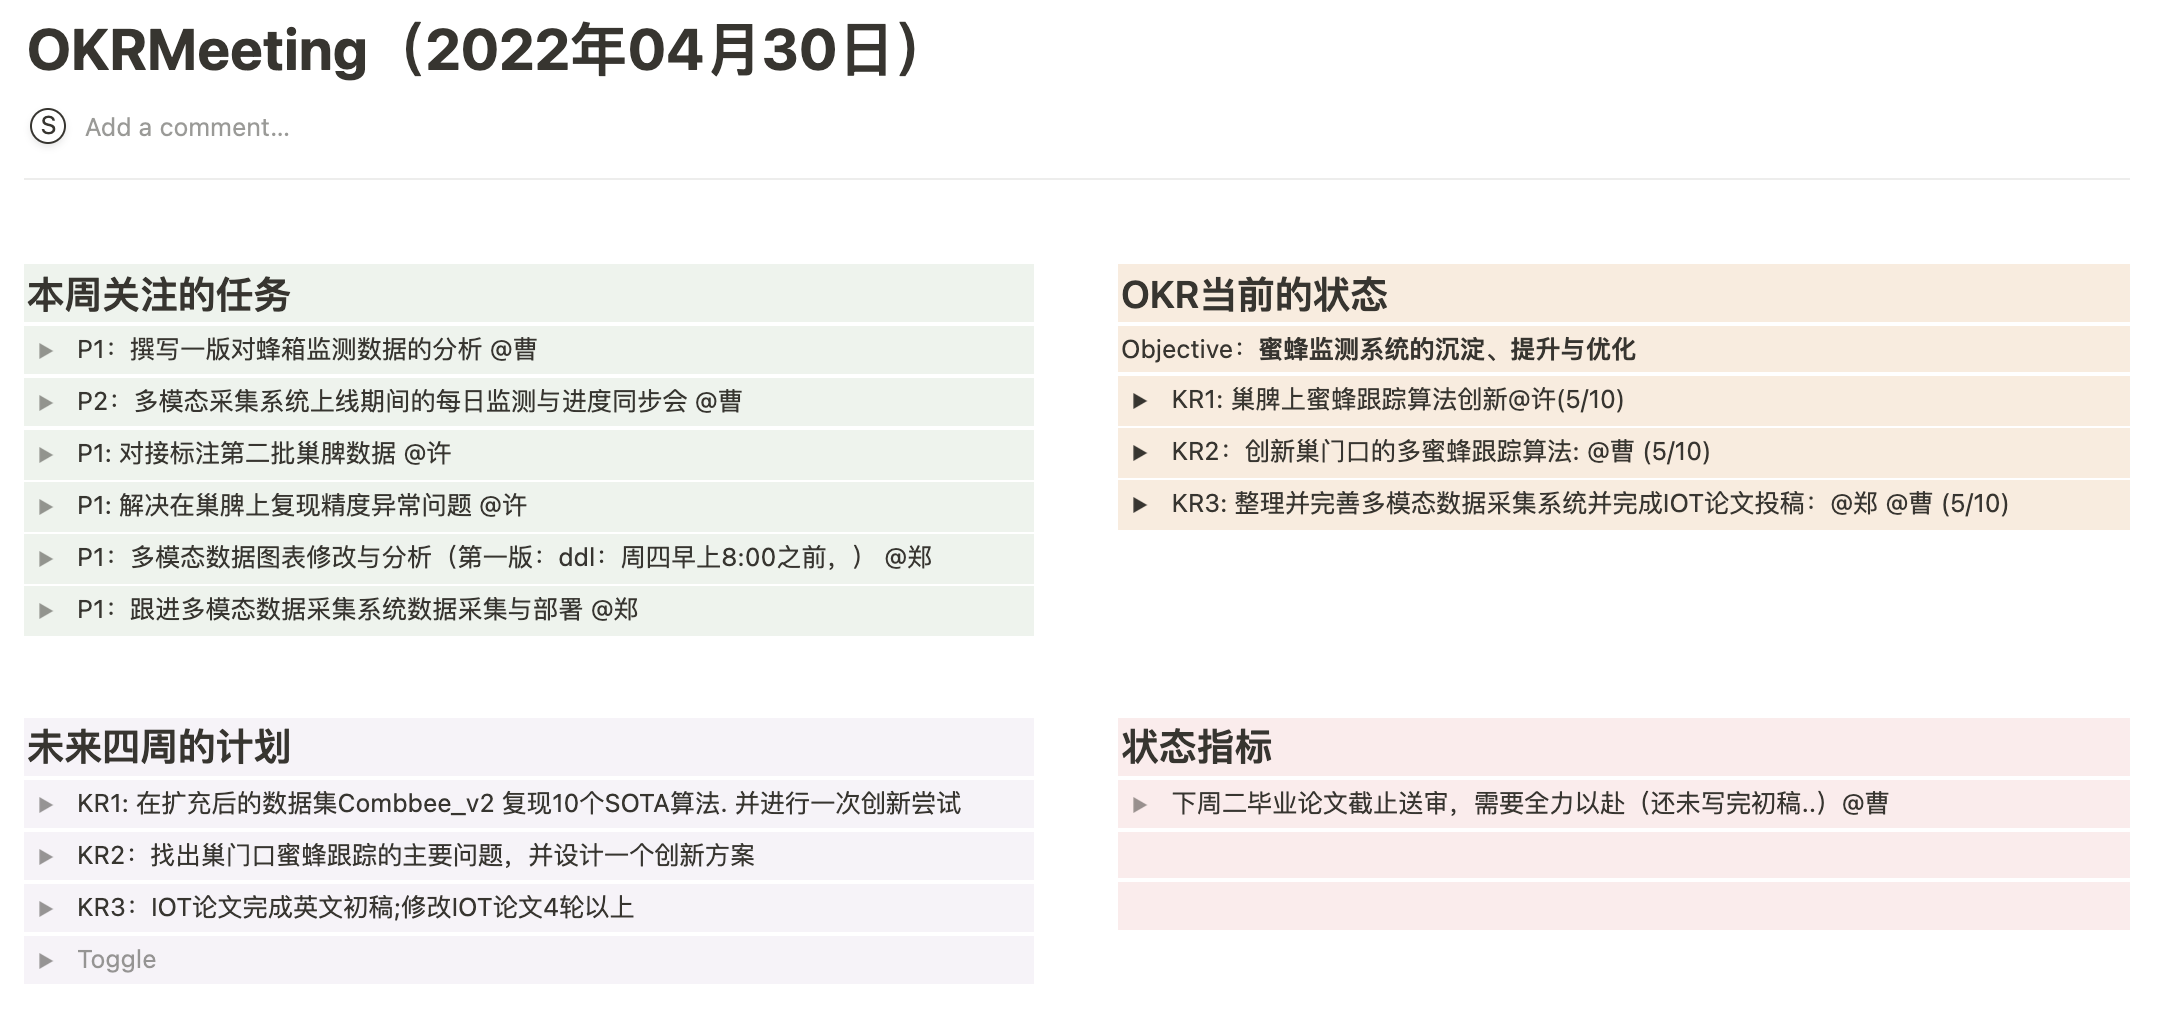 OKRMeeting（2022年04月30日）
S Add a comment...
本周关注的任务
P1：撰写一版对蜂箱监测数据的分析 @曹
P2：多模态采集系统上线期间的每日监测与进度同步会 @曹
P1: 对接标注第二批巢脾数据 @许
P1: 解决在巢脾上复现精度异常问题 @许
P1：多模态数据图表修改与分析（第一版：ddl：周四早上8:00之前，） @郑
P1：跟进多模态数据采集系统数据采集与部署 @郑
OKR当前的状态
Objective：蜜蜂监测系统的沉淀、提升与优化
KR1: 巢脾上蜜蜂跟踪算法创新@许(5/10)
KR2：创新巢门口的多蜜蜂跟踪算法: @曹 (5/10)
KR3: 整理并完善多模态数据采集系统并完成IOT论文投稿：@郑 @曹 (5/10)
未来四周的计划
KR1: 在扩充后的数据集Combbee_v2 复现10个SOTA算法. 并进行一次创新尝试
KR2：找出巢门口蜜蜂跟踪的主要问题，并设计一个创新方案
KR3：IOT论文完成英文初稿;修改IOT论文4轮以上
Toggle
状态指标
下周二毕业论文截止送审，需要全力以赴（还未写完初稿..）@曹